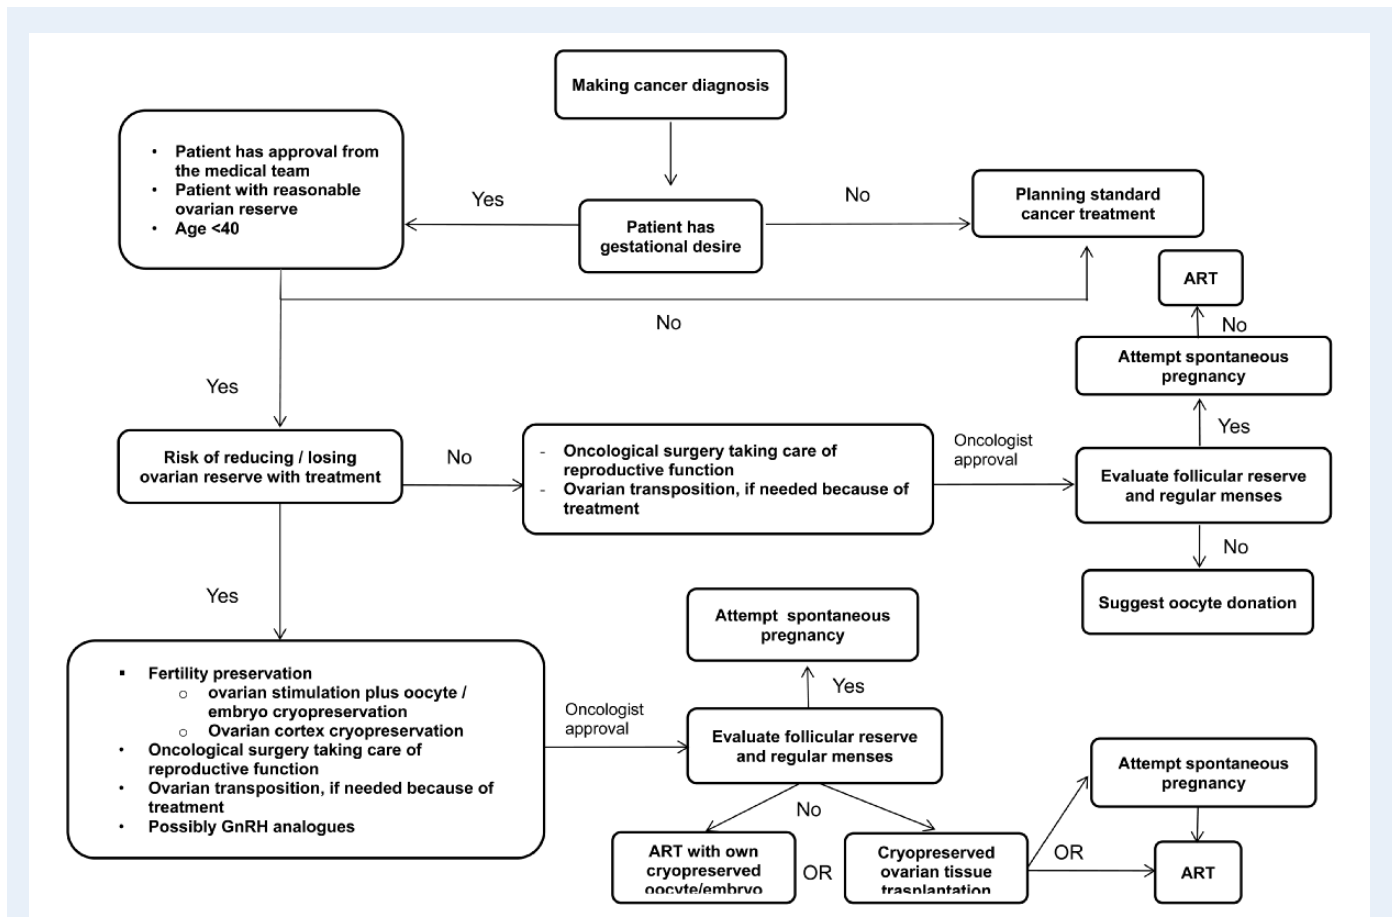 Making cancer diagnosis
• Patient has approval from
the medical team
• Patient with reasonable
ovarian reserve
• Age <40
Yes
Patient has
gestational desire
No
Planning standard
cancer treatment
No
ART
No
Attempt spontaneous
pregnancy
Yes
Yes
Risk of reducing / losing
ovarian reserve with treatment
No
- Oncological surgery taking care of
reproductive function
- Ovarian transposition, if needed because of
treatment
Oncologist
approval
Evaluate follicular reserve
and regular menses
No
Suggest oocyte donation
Yes
▪ Fertility preservation
o ovarian stimulation plus oocyte /
embryo cryopreservation
o Ovarian cortex cryopreservation
• Oncological surgery taking care of
reproductive function
• Ovarian transposition, if needed because of
treatment
• Possibly GnRH analogues
Oncologist
approval
Attempt spontaneous
pregnancy
Yes
Evaluate follicular reserve
and regular menses
No
ART with own
cryopreserved
oocyte/embryo
OR
Cryopreserved
ovarian tissue
trasplantation
OR
Attempt spontaneous
pregnancy
ART